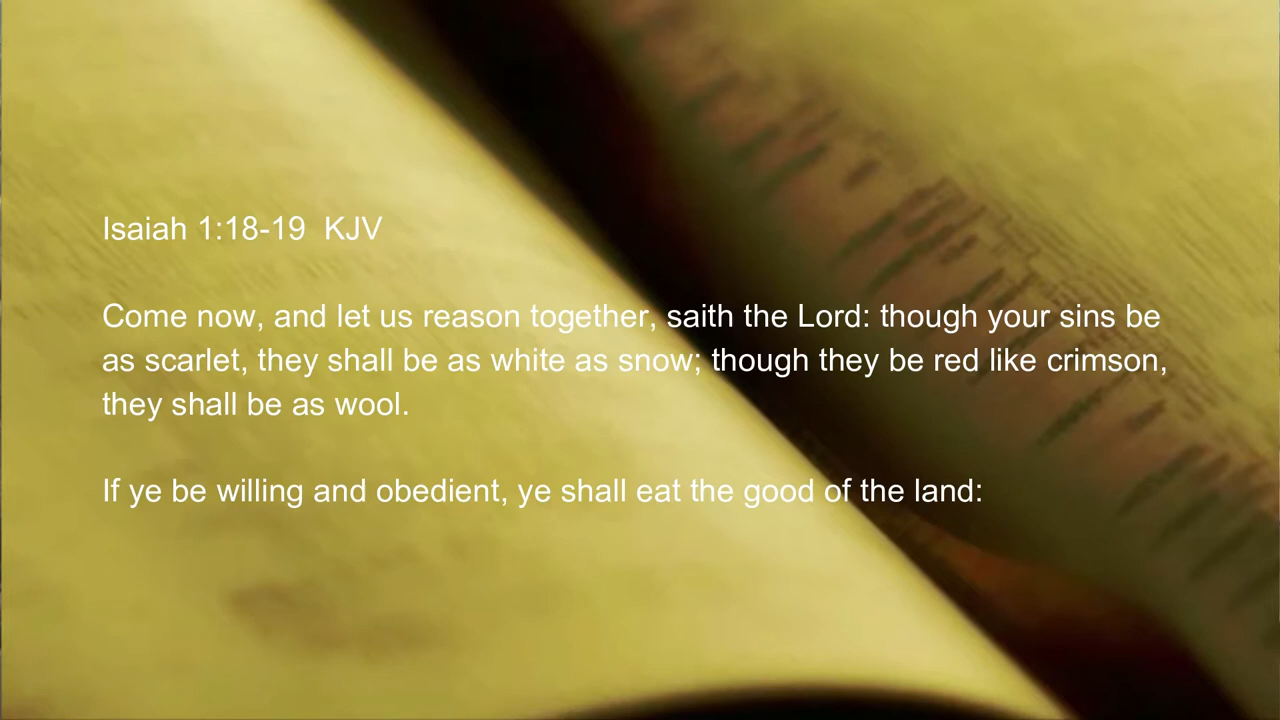 Isaiah 1:18-19  KJV
Come now, and let us reason together, saith the Lord: though your sins be
as scarlet, they shall be as white as snow; though they be red like crimson,
they shall be as wool.
If ye be willing and obedient, ye shall eat the good of the land: